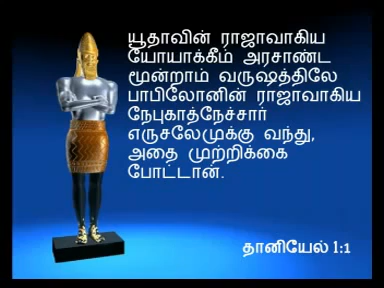 யூதாவின் ராஜாவாகிய
யோயாக்கீம் அரசாண்ட
மூன்றாம் வருஷத்திலே
பாபிலோனின் ராஜாவாகிய
நேபுகாத்நேச்சார்
எருசலேமுக்கு வந்து,
அதை முற்றிக்கை
போட்டான்.
தானியேல் 1:1